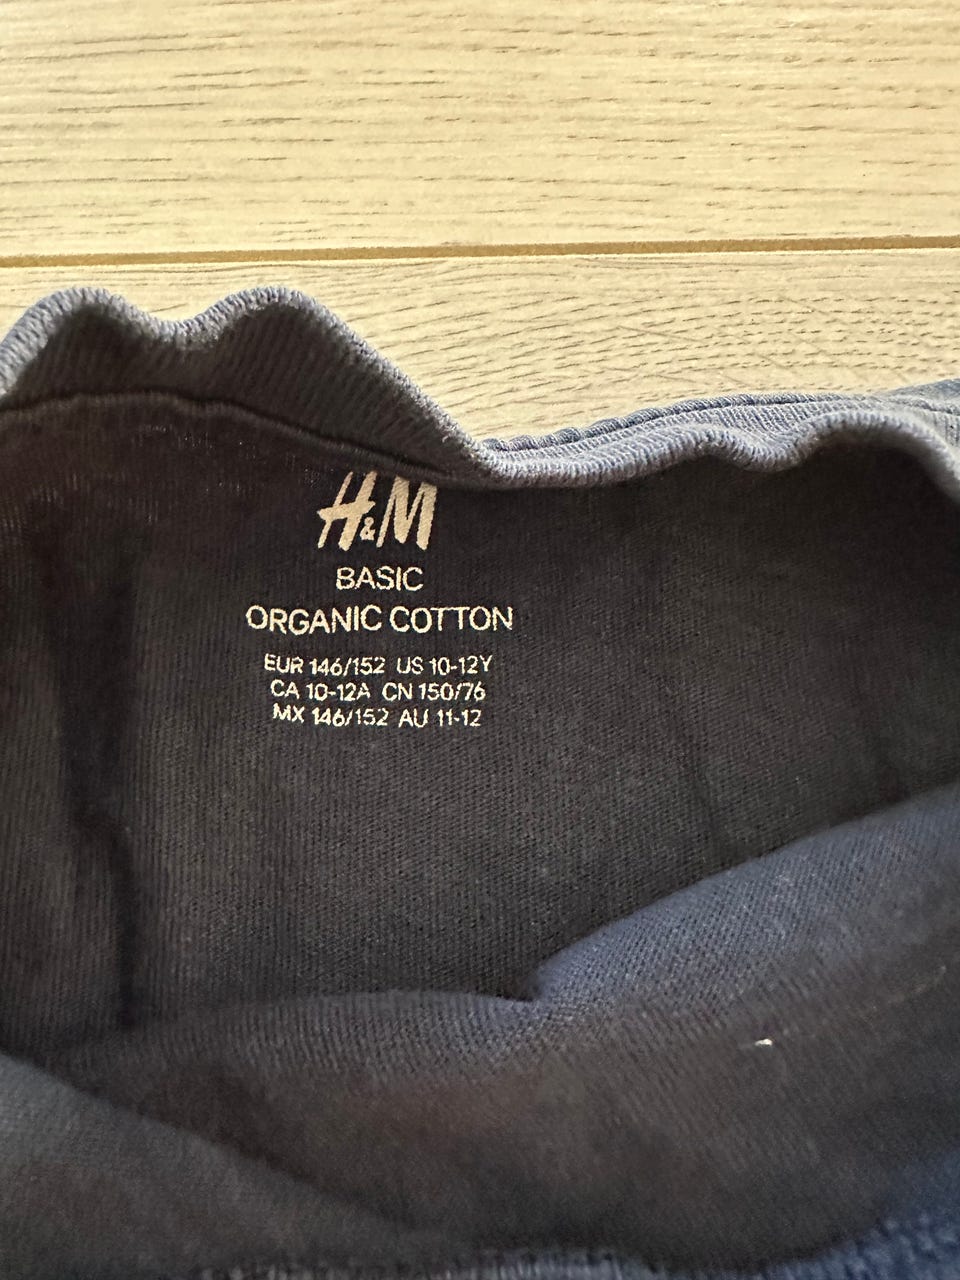 H&M
BASIC
ORGANIC COTTON
EUR 146/152 US 10-12Y
CA 10-12A CN 150/76
MX 146/152 AU 11-12